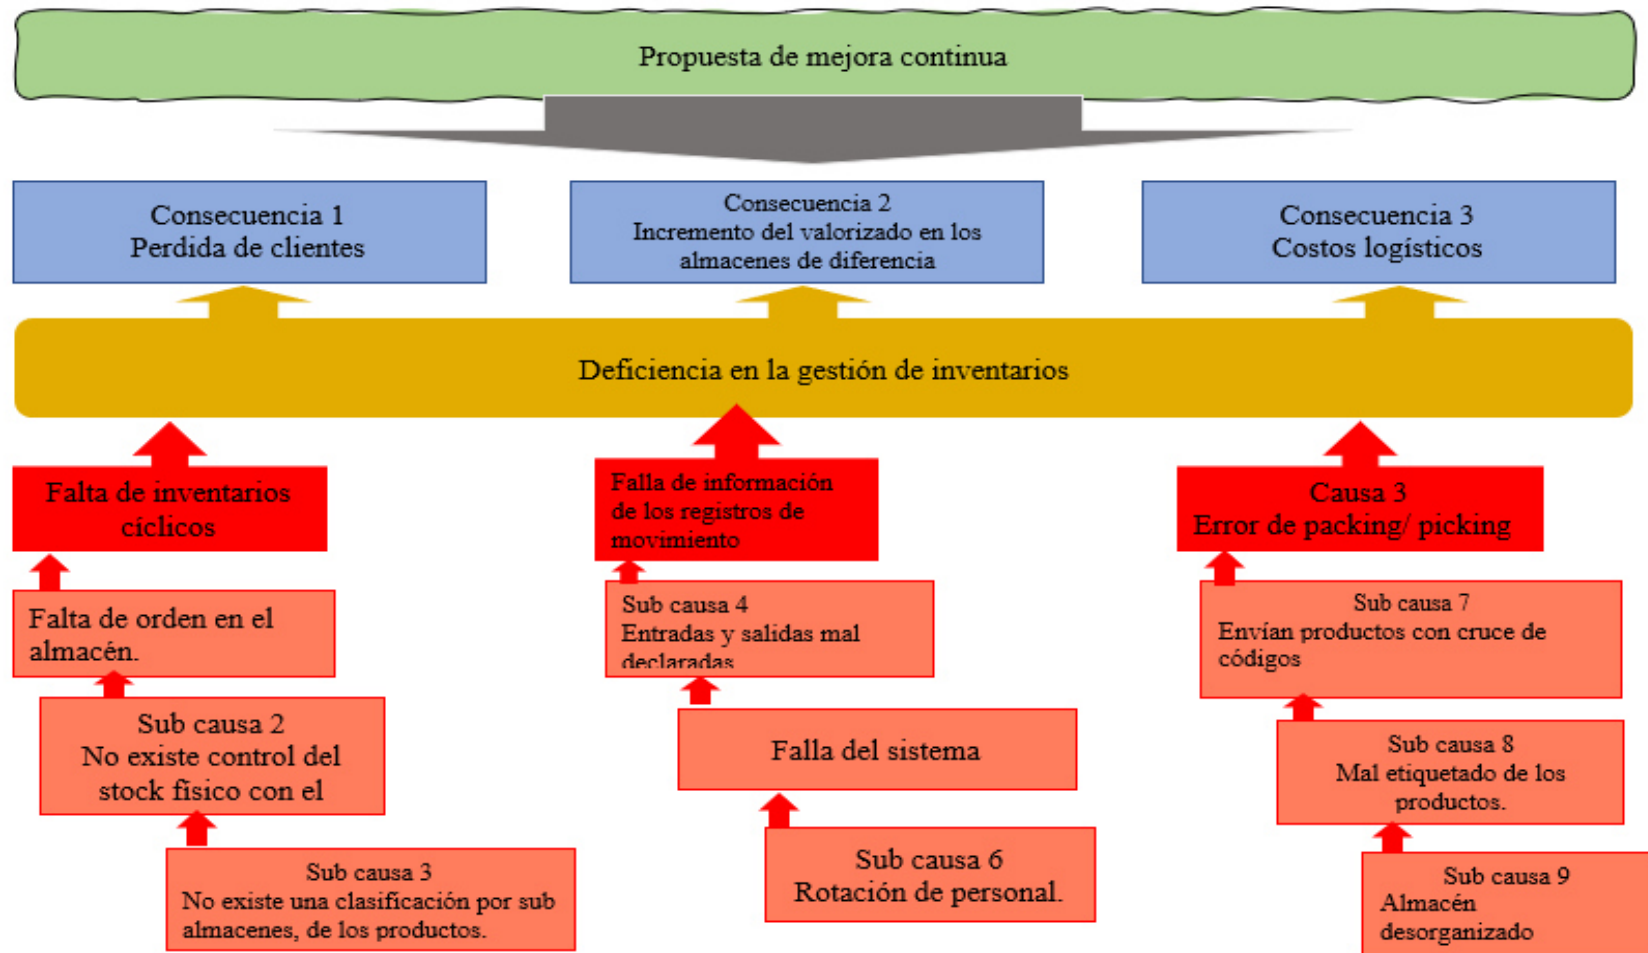 Propuesta de mejora continua
Consecuencia 1
Perdida de clientes
Consecuencia 2
Incremento del valorizado en los
almacenes de diferencia
Consecuencia 3
Costos logísticos
Deficiencia en la gestión de inventarios
Falta de inventarios
cíclicos
Falla de información
de los registros de
movimiento
Causa 3
Error de packing/ picking
Falta de orden en el
almacén.
Sub causa 4
Entradas y salidas mal
declaradas
Sub causa 7
Envían productos con cruce de
códigos
Sub causa 2
No existe control del
stock físico con el
Falla del sistema
Sub causa 8
Mal etiquetado de los
productos.
Sub causa 3
No existe una clasificación por sub
almacenes, de los productos.
Sub causa 6
Rotación de personal.
Sub causa 9
Almacén
desorganizado